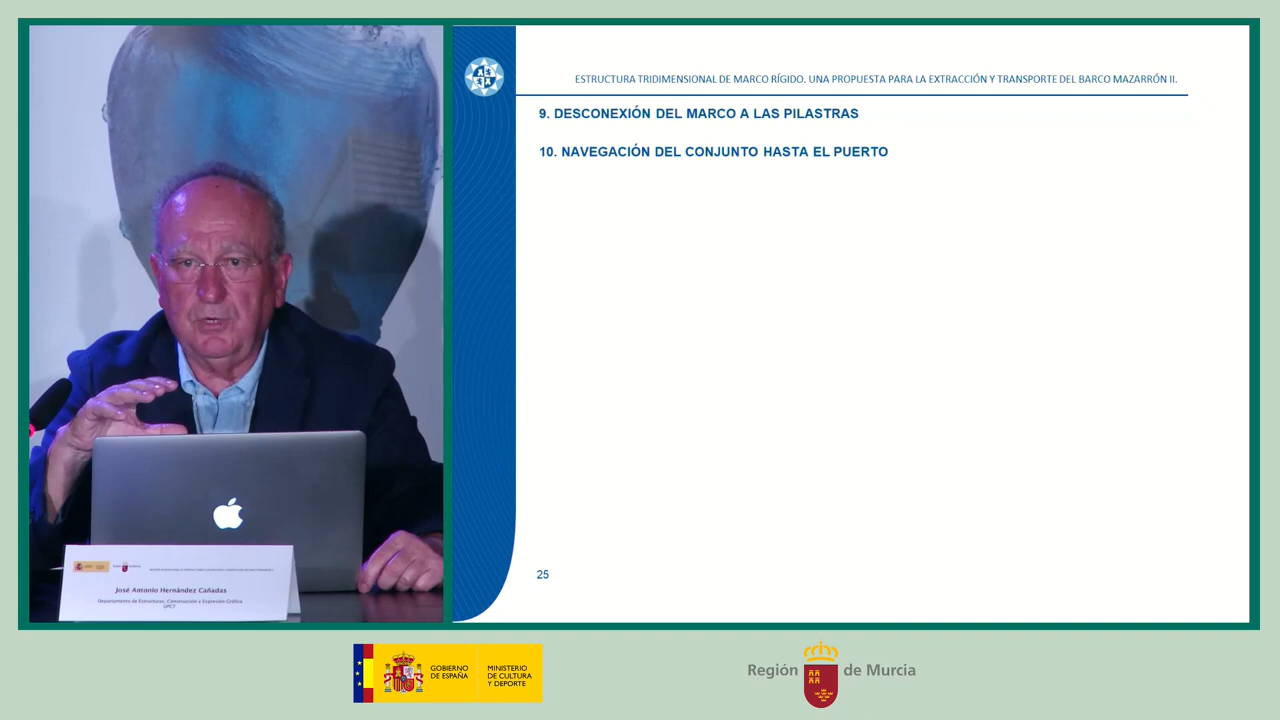 ESTRUCTURA TRIDIMENSIONAL DE MARCO RÍGIDO. UNA PROPUESTA PARA LA EXTRACCIÓN Y TRANSPORTE DEL BARCO MAZARRÓN II.
9. DESCONEXIÓN DEL MARCO A LAS PILASTRAS
10. NAVEGACIÓN DEL CONJUNTO HASTA EL PUERTO
25
José Antonio Hernández Cañadas
Departamento de Estructuras, Construcción y Expresión Gráfica
UPCT
GOBIERNO DE ESPAÑA
MINISTERIO DE CULTURA Y DEPORTE
Región de Murcia